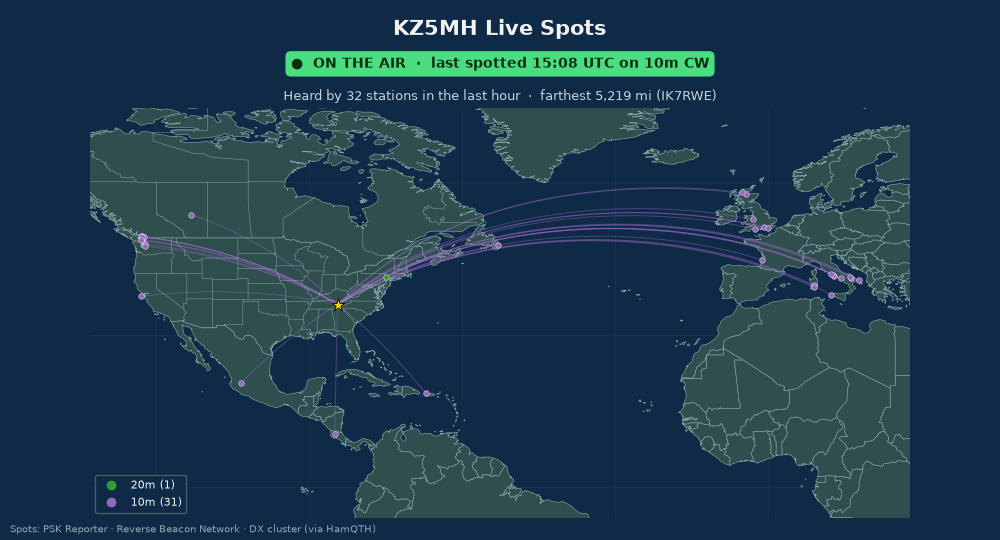 KZ5MH Live Spots
● ON THE AIR · last spotted 15:08 UTC on 10m CW
Heard by 32 stations in the last hour · farthest 5,219 mi (IK7RWE)
20m (1)
10m (31)
Spots: PSK Reporter · Reverse Beacon Network · DX cluster (via HamQTH)